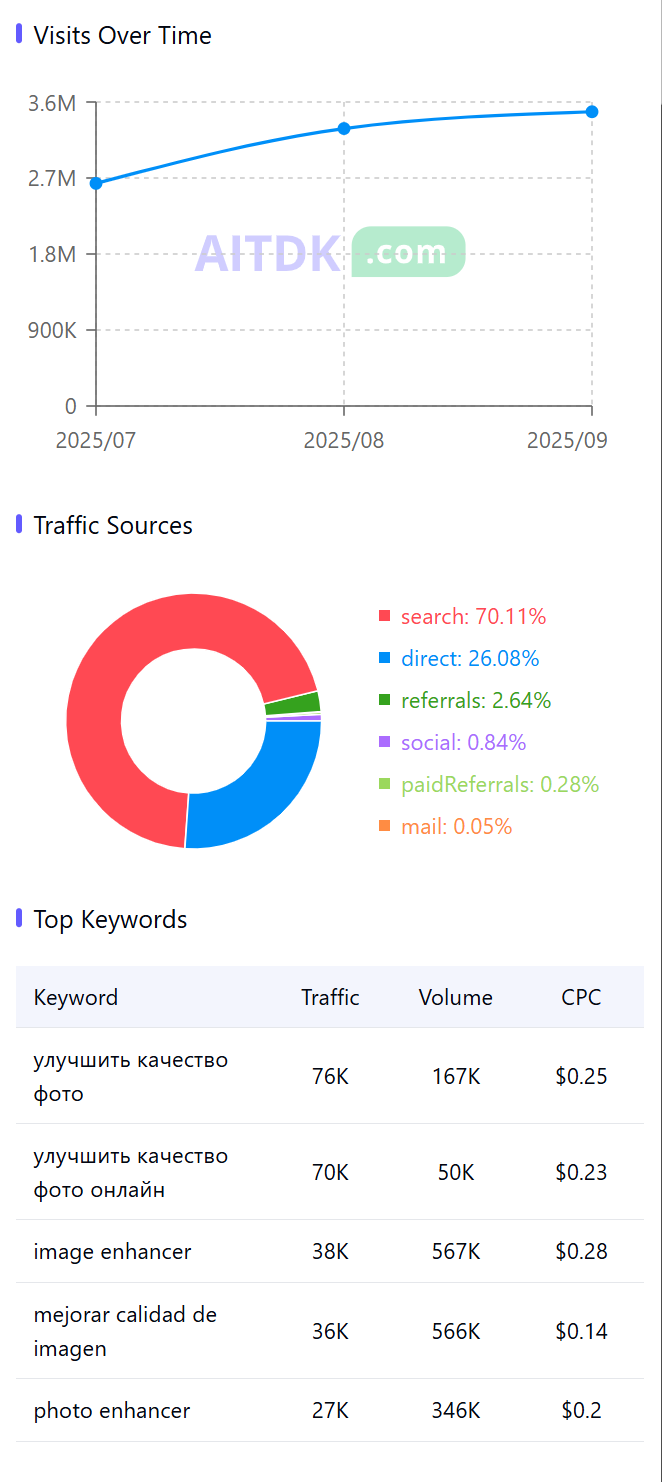 Visits Over Time
3.6M
2.7M
1.8M
900K
0
2025/07
2025/08
2025/09
AITDK .com
Traffic Sources
search: 70.11%
direct: 26.08%
referrals: 2.64%
social: 0.84%
paidReferrals: 0.28%
mail: 0.05%
Top Keywords
Keyword Traffic Volume CPC
улучшить качество
фото 76K 167K $0.25
улучшить качество
фото онлайн 70K 50K $0.23
image enhancer 38K 567K $0.28
mejorar calidad de
imagen 36K 566K $0.14
photo enhancer 27K 346K $0.2